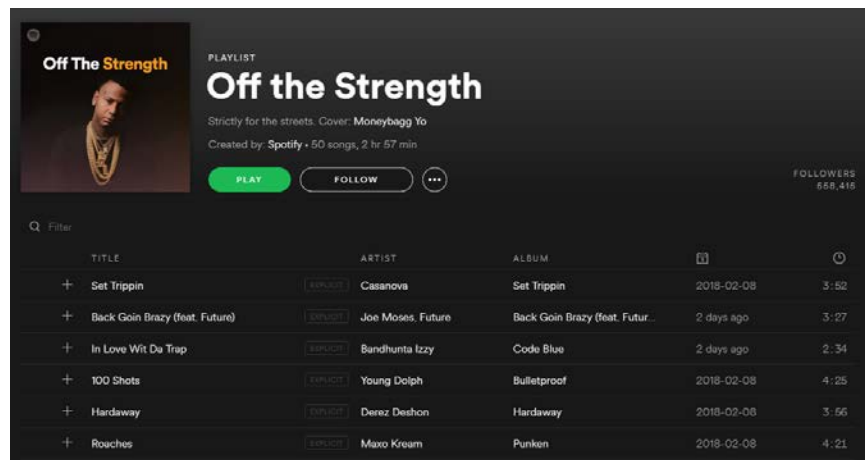 Off The Strength
PLAYLIST
Off the Strength
Strictly for the streets. Cover: Moneybagg Yo
Created by: Spotify • 50 songs, 2 hr 57 min
PLAY FOLLOW
FOLLOWERS
Filter
TITLE ARTIST ALBUM
Set Trippin EXPLICIT Casanova Set Trippin 2018-02-08 3:52
Back Goin Brazy (feat. Future) EXPLICIT Joe Moses, Future Back Goin Brazy (feat. Futur... 2 days ago 3:27
In Love Wit Da Trap EXPLICIT Bandhunta Izzy Code Blue 2 days ago 2:34
100 Shots EXPLICIT Young Dolph Bulletproof 2018-02-08 4:25
Hardaway EXPLICIT Derez Deshon Hardaway 2018-02-08 3:56
Roaches EXPLICIT Maxo Kream Punken 2018-02-08 4:21